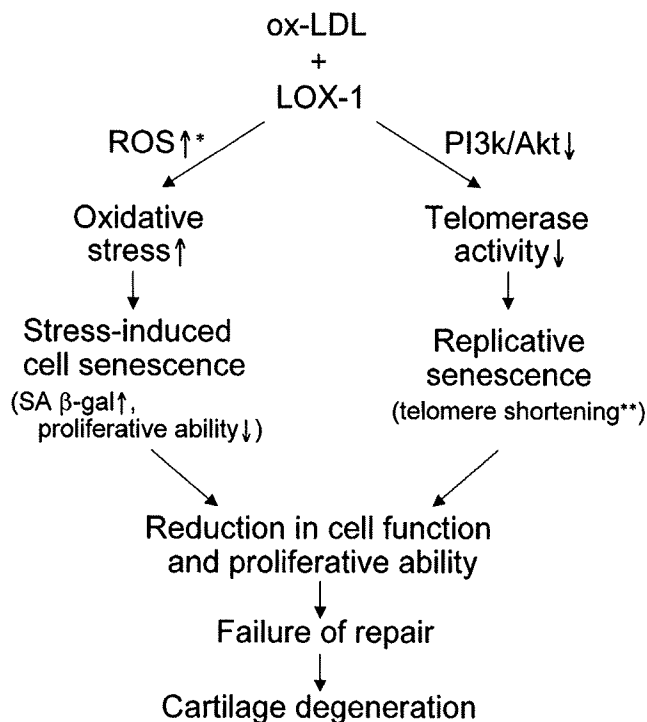 ox-LDL
+
LOX-1
ROS↑*
PI3k/Akt↓
Oxidative
stress↑
Telomerase
activity↓
Stress-induced
cell senescence
(SA β-gal↑,
proliferative ability↓)
Replicative
senescence
(telomere shortening**)
Reduction in cell function
and proliferative ability
Failure of repair
Cartilage degeneration